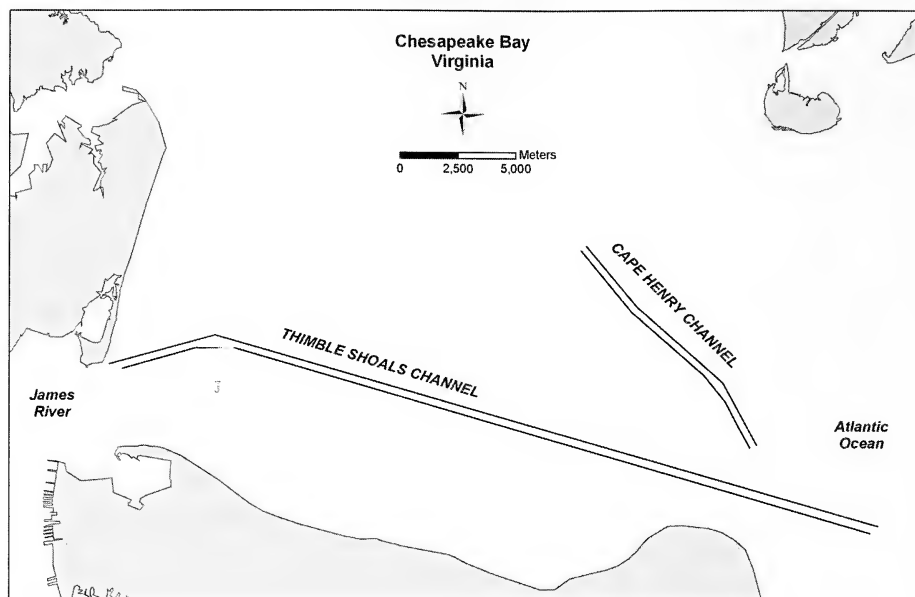 Chesapeake Bay
Virginia
N
Meters
0 2,500 5,000
CAPE HENRY CHANNEL
THIMBLE SHOALS CHANNEL
James
River
Atlantic
Ocean